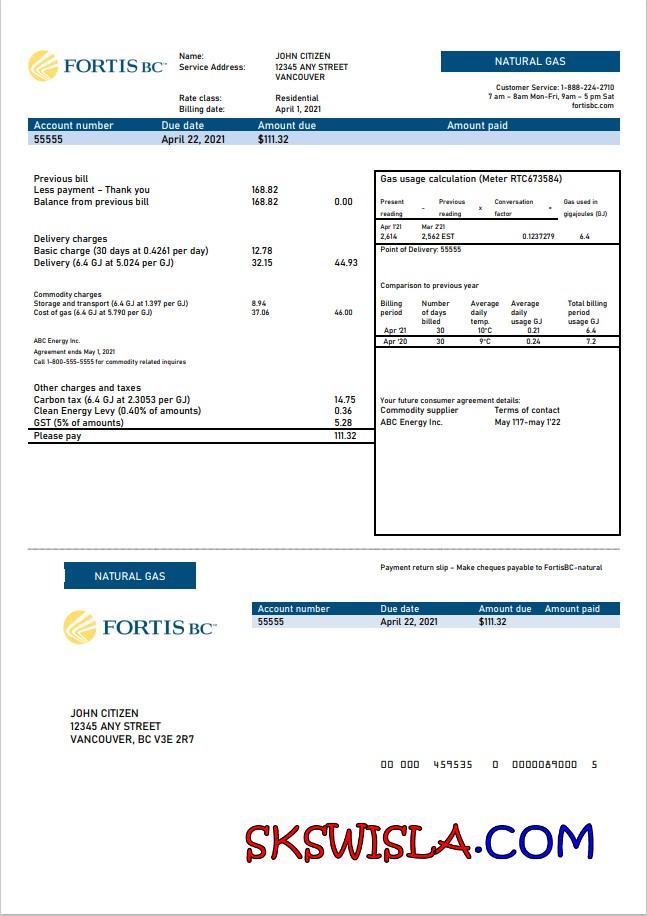 FORTIS BC™
Name: JOHN CITIZEN
Service Address: 12345 ANY STREET
VANCOUVER
Rate class: Residential
Billing date: April 1, 2021
NATURAL GAS
Customer Service: 1-888-224-2710
7 am – 8am Mon-Fri, 9am – 5 pm Sat
fortisbc.com
Account number Due date Amount due Amount paid
55555 April 22, 2021 $111.32
Previous bill
Less payment – Thank you 168.82
Balance from previous bill 168.82 0.00
Delivery charges
Basic charge (30 days at 0.4261 per day) 12.78
Delivery (6.4 GJ at 5.024 per GJ) 32.15 44.93
Commodity charges
Storage and transport (6.4 GJ at 1.397 per GJ) 8.94
Cost of gas (6.4 GJ at 5.790 per GJ) 37.06 46.00
ABC Energy Inc.
Agreement ends May 1, 2021
Call 1-800-555-5555 for commodity related inquires
Other charges and taxes
Carbon tax (6.4 GJ at 2.3053 per GJ) 14.75
Clean Energy Levy (0.40% of amounts) 0.36
GST (5% of amounts) 5.28
Please pay 111.32
Gas usage calculation (Meter RTC673584)
Present Previous Conversation Gas used in
reading – reading x factor = gigajoules (GJ)
Apr 1'21 Mar 2'21
2,614 2,562 EST 0.1237279 6.4
Point of Delivery: 55555
Comparison to previous year
Billing Number Average Average Total billing
period of days daily daily period
billed temp. usage GJ usage GJ
Apr '21 30 10°C 0.21 6.4
Apr '20 30 9°C 0.24 7.2
Your future consumer agreement details:
Commodity supplier Terms of contact
ABC Energy Inc. May 1'17-may 1'22
NATURAL GAS
Payment return slip – Make cheques payable to FortisBC-natural
FORTIS BC™
Account number Due date Amount due Amount paid
55555 April 22, 2021 $111.32
JOHN CITIZEN
12345 ANY STREET
VANCOUVER, BC V3E 2R7
00 000 459535 0 0000089000 5
SKSWISLA.COM